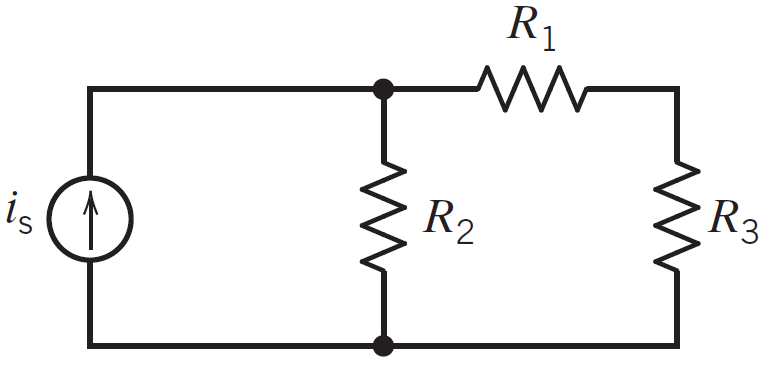 R₁
iₛ
R₂
R₃